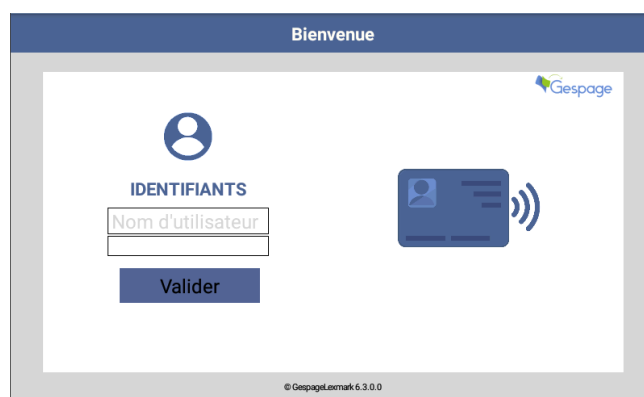 Bienvenue
Gespage
IDENTIFIANTS
Nom d'utilisateur
Valider
© GespageLexmark 6.3.0.0